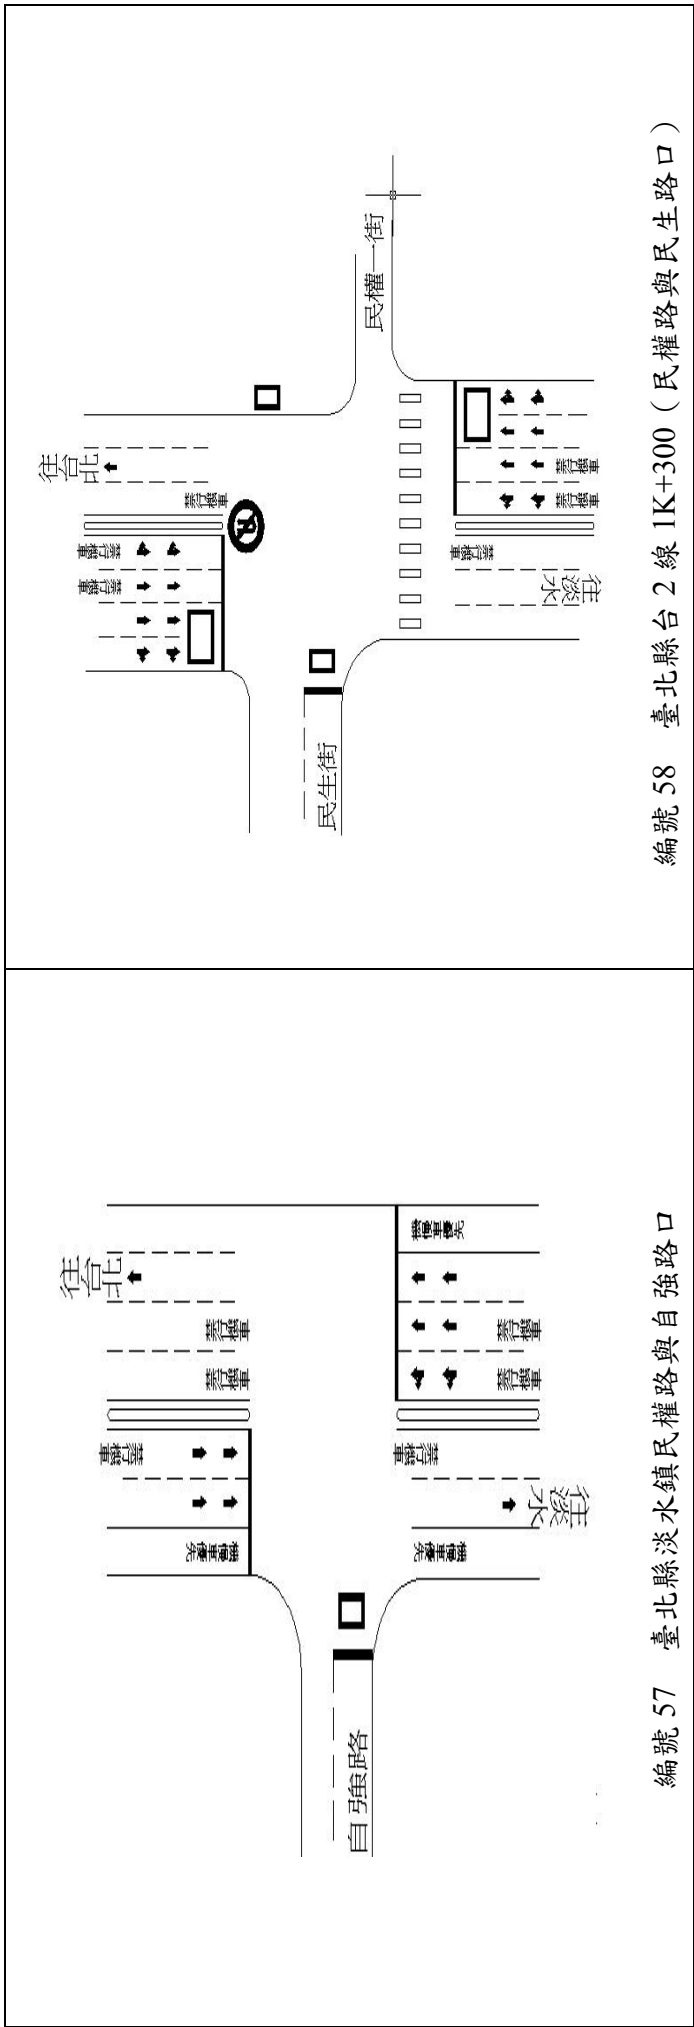 自強路
往台北
禁行機車
禁行機車
禁行機車
機慢車優先
機慢車優先
禁行機車
禁行機車
禁行機車
機慢車優先
往淡水
編號 57 臺北縣淡水鎮民權路與自強路口
民生街
民權一街
往台北
禁行機車
禁行機車
禁行機車
禁行機車
禁行機車
禁行機車
往淡水
編號 58 臺北縣台 2 線 1K+300（民權路與民生路口）